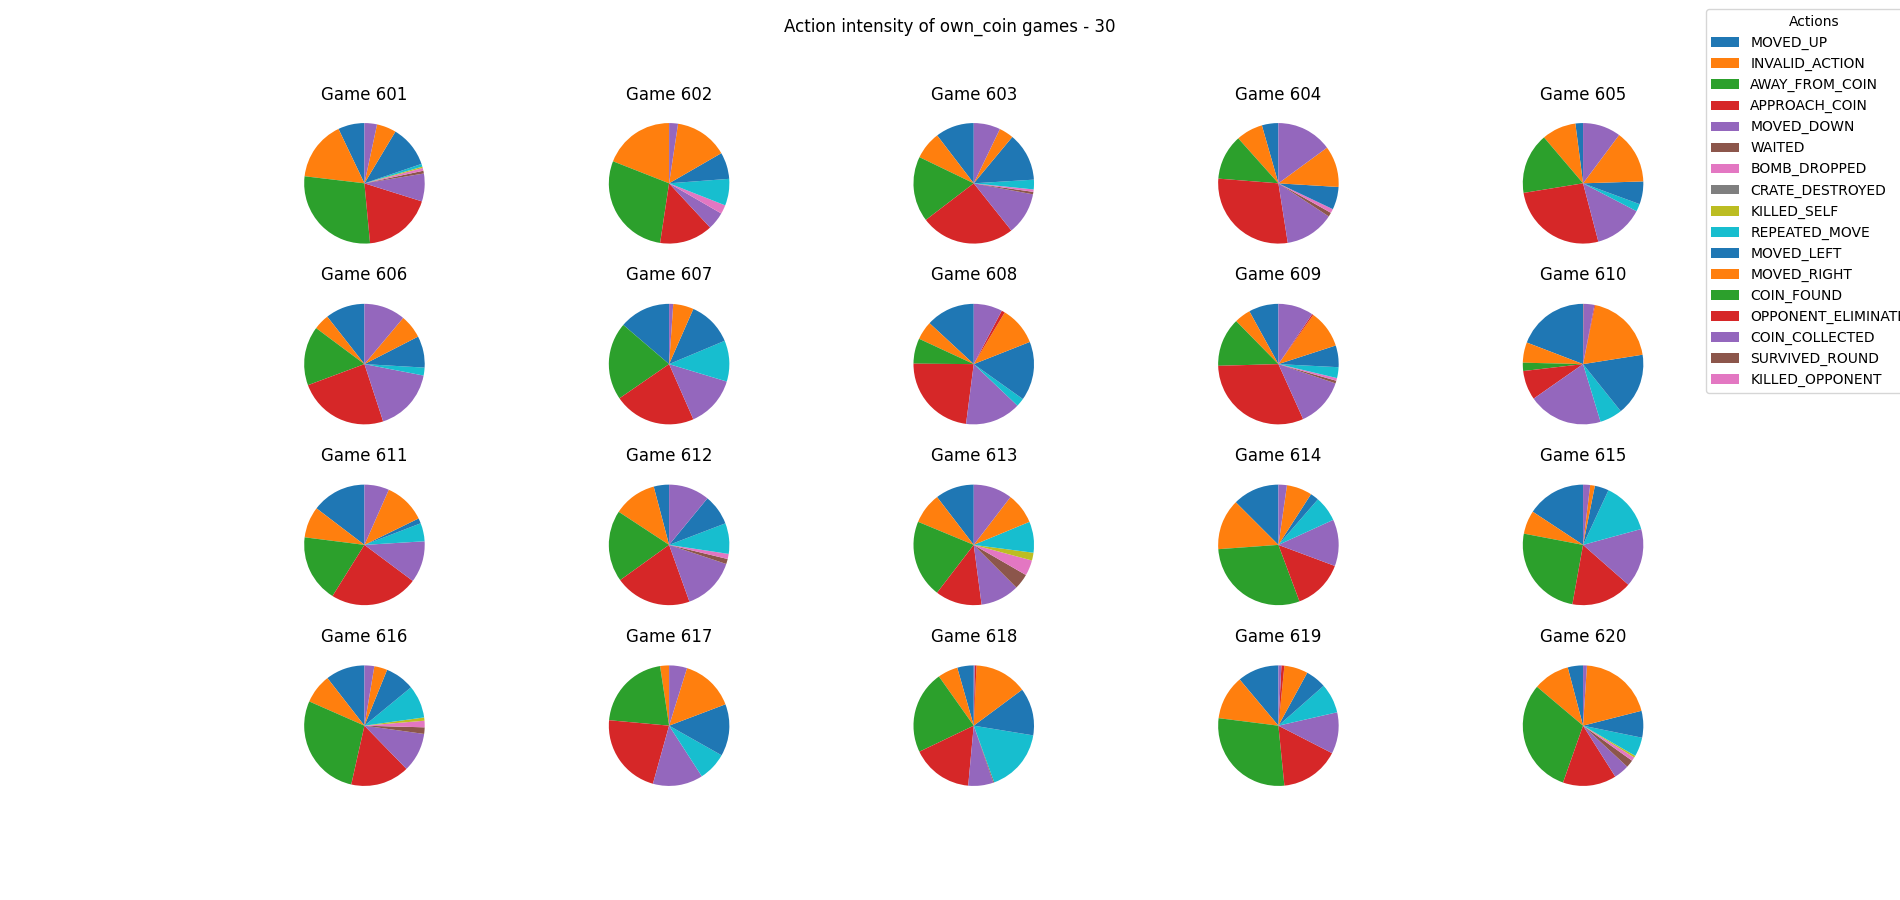 Action intensity of own_coin games - 30
Game 601
Game 602
Game 603
Game 604
Game 605
Game 606
Game 607
Game 608
Game 609
Game 610
Game 611
Game 612
Game 613
Game 614
Game 615
Game 616
Game 617
Game 618
Game 619
Game 620
Actions
MOVED_UP
INVALID_ACTION
AWAY_FROM_COIN
APPROACH_COIN
MOVED_DOWN
WAITED
BOMB_DROPPED
CRATE_DESTROYED
KILLED_SELF
REPEATED_MOVE
MOVED_LEFT
MOVED_RIGHT
COIN_FOUND
OPPONENT_ELIMINAT
COIN_COLLECTED
SURVIVED_ROUND
KILLED_OPPONENT